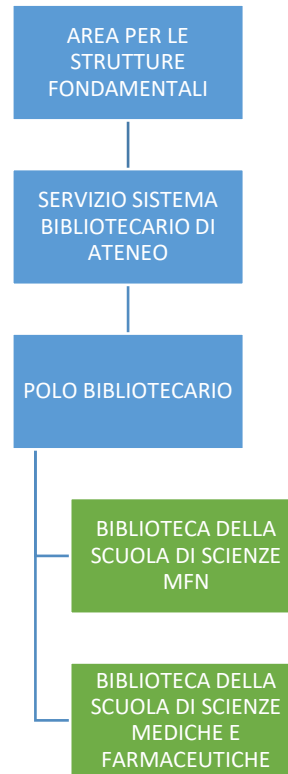 AREA PER LE
STRUTTURE
FONDAMENTALI
SERVIZIO SISTEMA
BIBLIOTECARIO DI
ATENEO
POLO BIBLIOTECARIO
BIBLIOTECA DELLA
SCUOLA DI SCIENZE
MFN
BIBLIOTECA DELLA
SCUOLA DI SCIENZE
MEDICHE E
FARMACEUTICHE